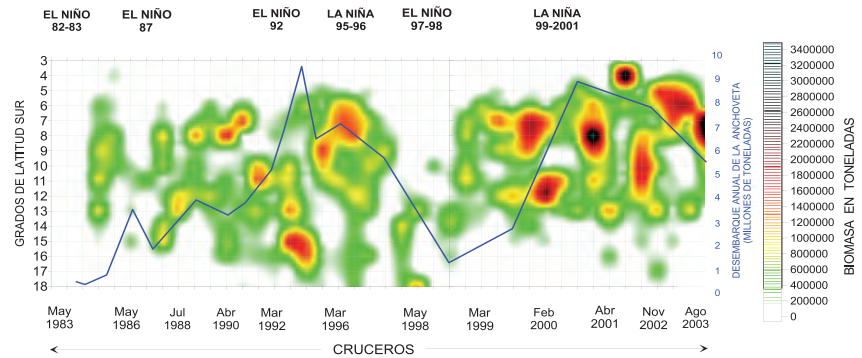 EL NIÑO
82-83
EL NIÑO
87
EL NIÑO
92
LA NIÑA
95-96
EL NIÑO
97-98
LA NIÑA
99-2001
GRADOS DE LATITUD SUR
3
4
5
6
7
8
9
10
11
12
13
14
15
16
17
18
10
9
8
7
6
5
4
3
2
1
0
DESEMBARQUE ANUAL DE LA ANCHOVETA
(MILLONES DE TONELADAS)
3400000
3200000
3000000
2800000
2600000
2400000
2200000
2000000
1800000
1600000
1400000
1200000
1000000
800000
600000
400000
200000
0
BIOMASA EN TONELADAS
May
1983
May
1986
Jul
1988
Abr
1990
Mar
1992
Mar
1996
May
1998
Mar
1999
Feb
2000
Abr
2001
Nov
2002
Ago
2003
CRUCEROS